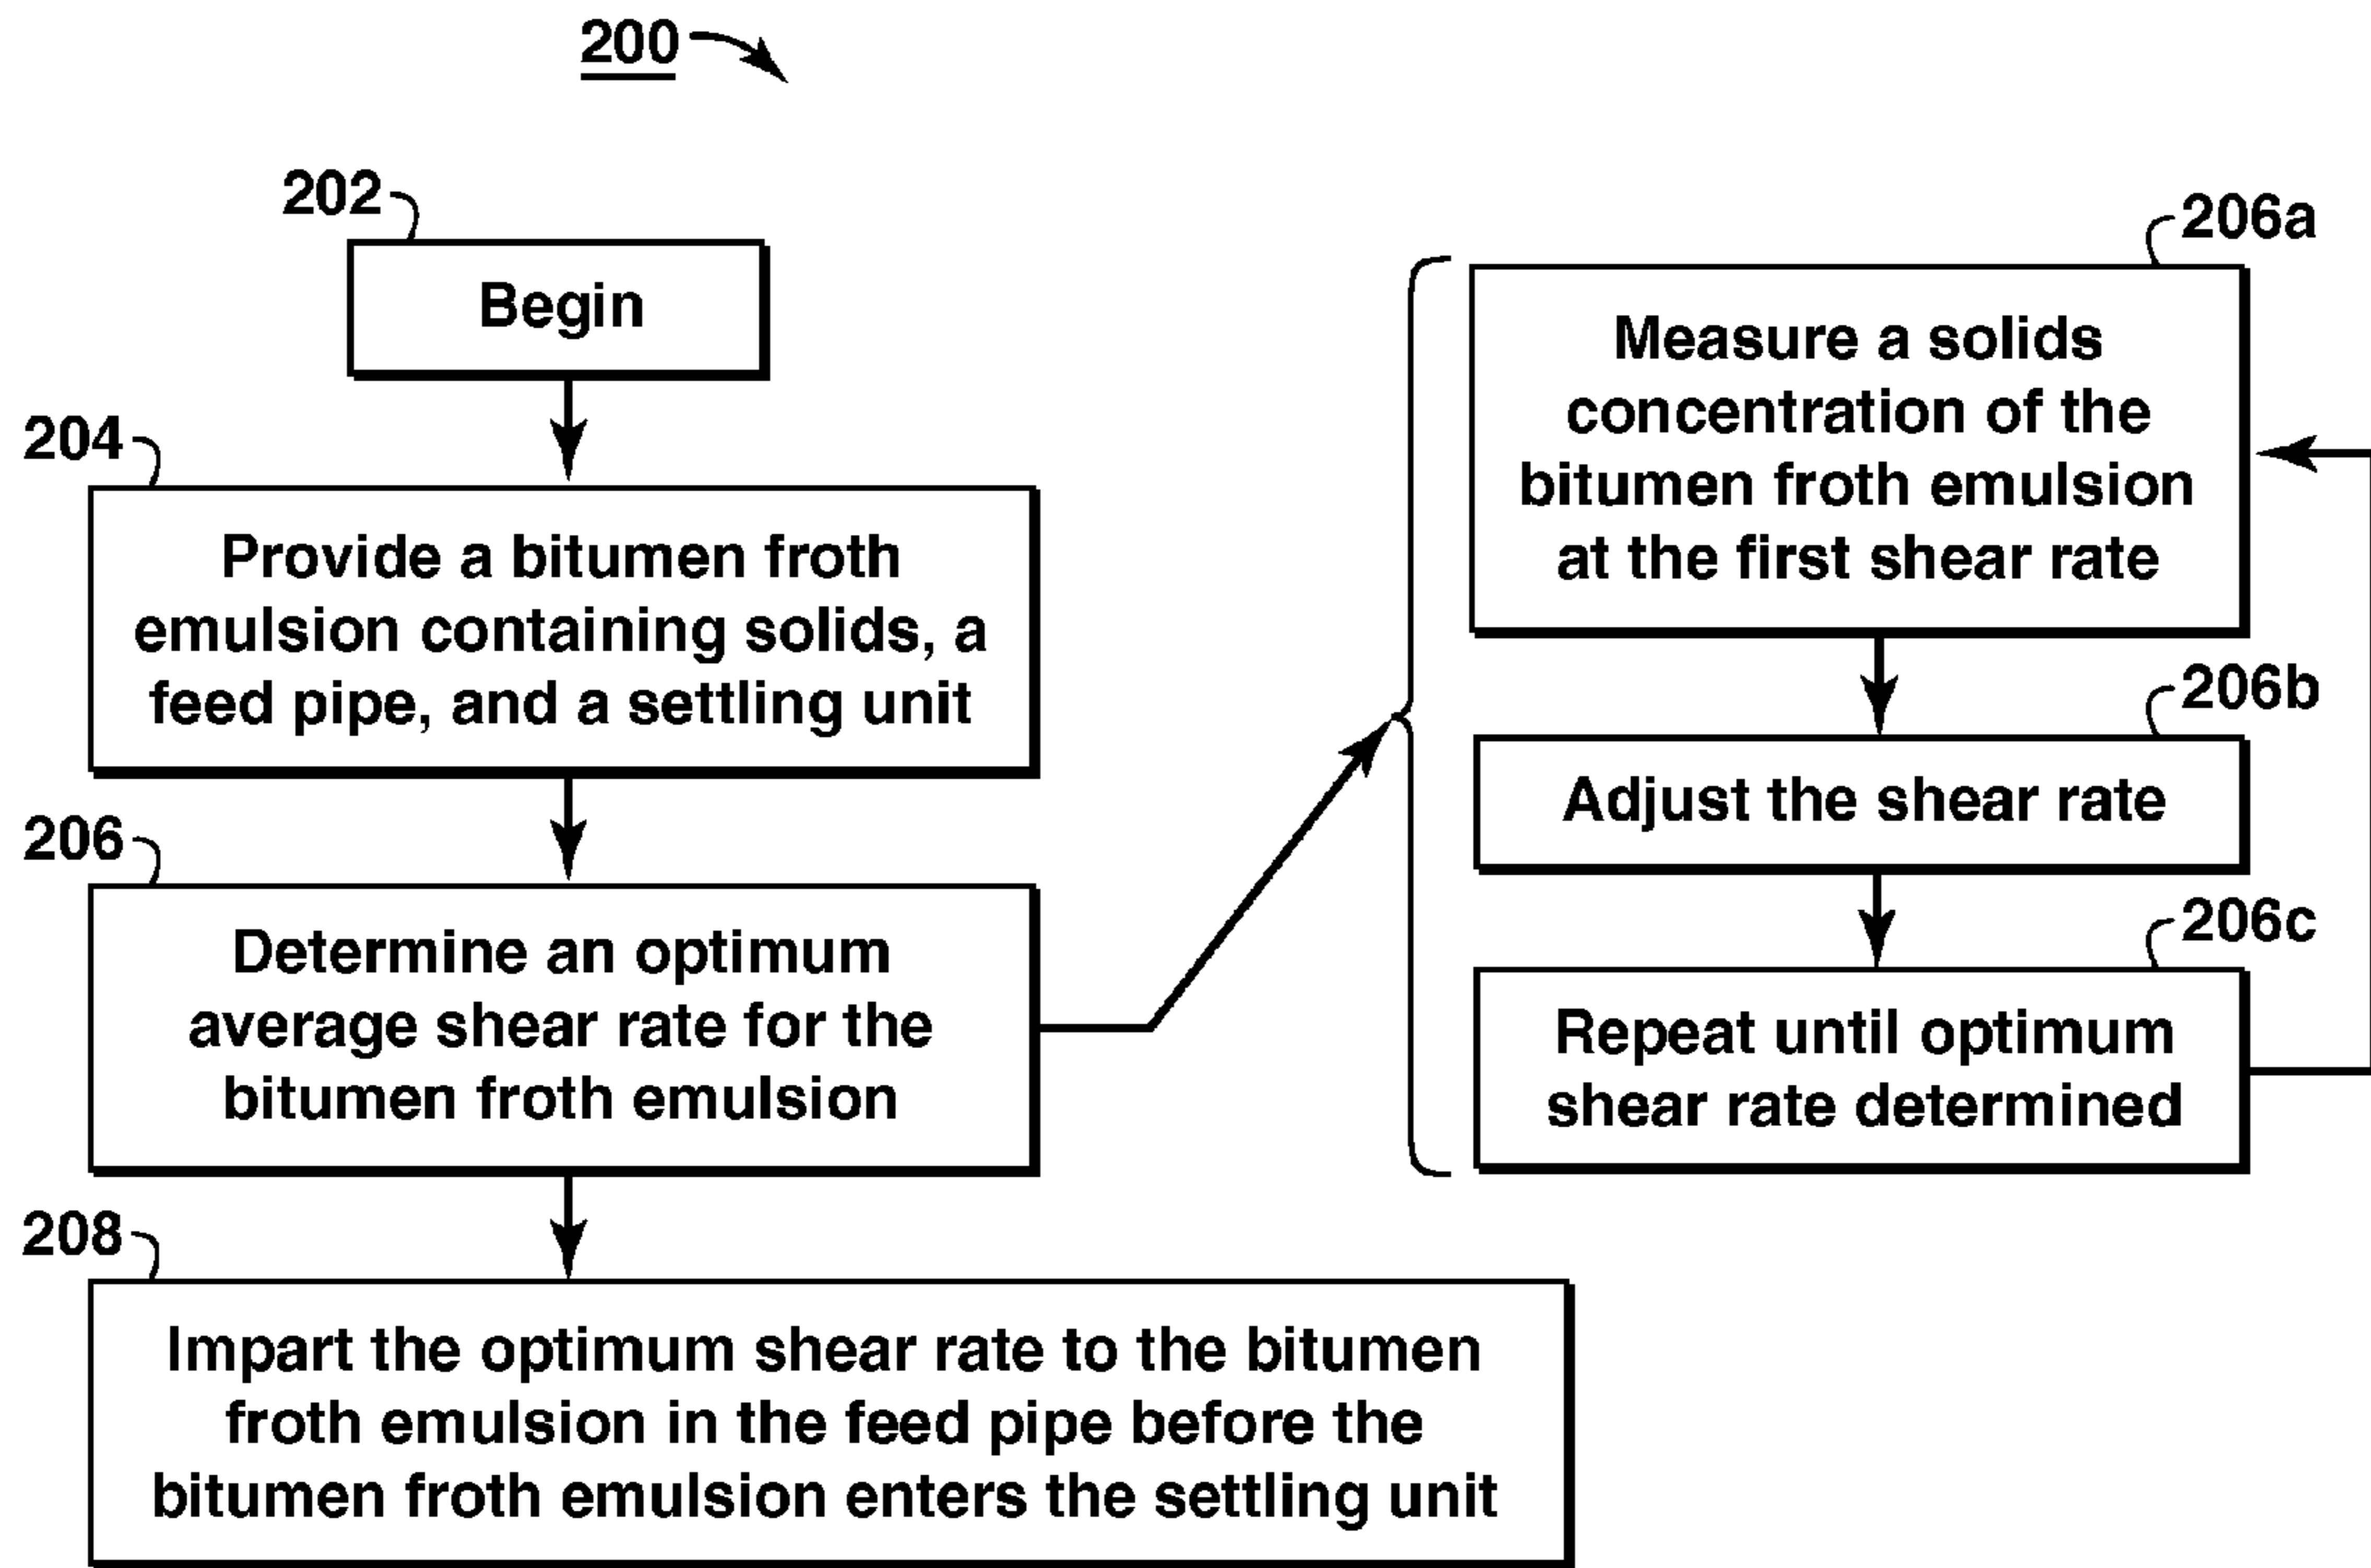 200
202
Begin
204
Provide a bitumen froth
emulsion containing solids, a
feed pipe, and a settling unit
206
Determine an optimum
average shear rate for the
bitumen froth emulsion
208
Impart the optimum shear rate to the bitumen
froth emulsion in the feed pipe before the
bitumen froth emulsion enters the settling unit
206a
Measure a solids
concentration of the
bitumen froth emulsion
at the first shear rate
206b
Adjust the shear rate
206c
Repeat until optimum
shear rate determined